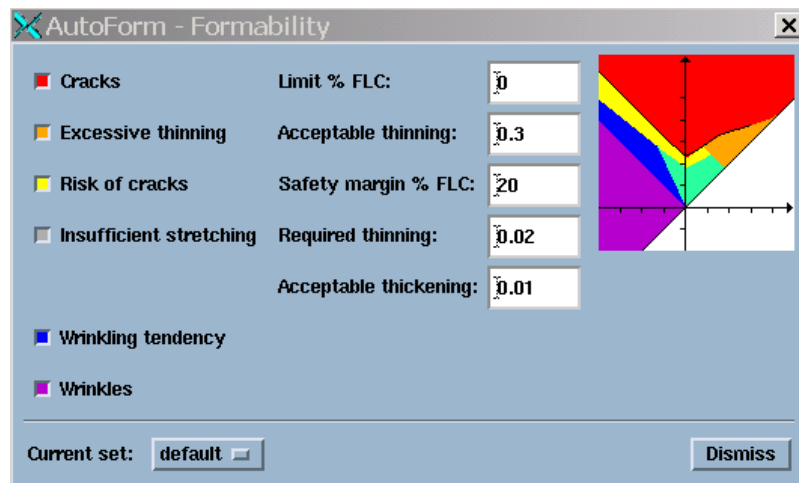 AutoForm - Formability
Cracks Limit % FLC: 0
Excessive thinning Acceptable thinning: 0.3
Risk of cracks Safety margin % FLC: 20
Insufficient stretching Required thinning: 0.02
Acceptable thickening: 0.01
Wrinkling tendency
Wrinkles
Current set: default Dismiss